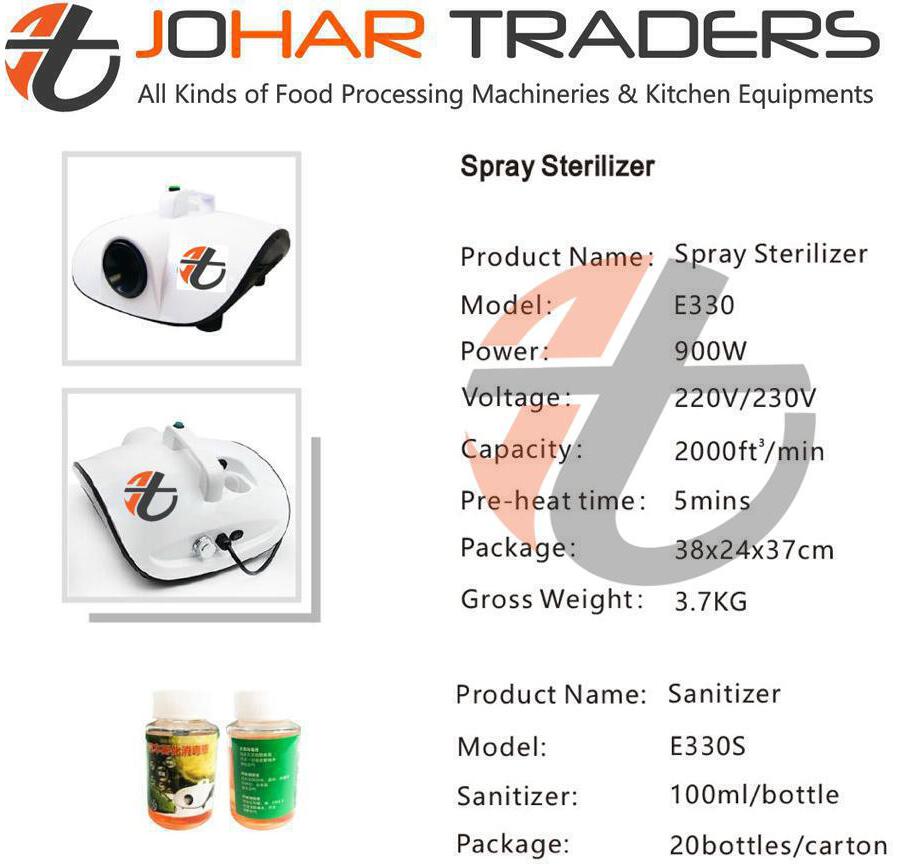 JOHAR TRADERS
All Kinds of Food Processing Machineries & Kitchen Equipments
Spray Sterilizer
Product Name: Spray Sterilizer
Model: E330
Power: 900W
Voltage: 220V/230V
Capacity: 2000ft³/min
Pre-heat time: 5mins
Package: 38x24x37cm
Gross Weight: 3.7KG
Product Name: Sanitizer
Model: E330S
Sanitizer: 100ml/bottle
Package: 20bottles/carton
消毒